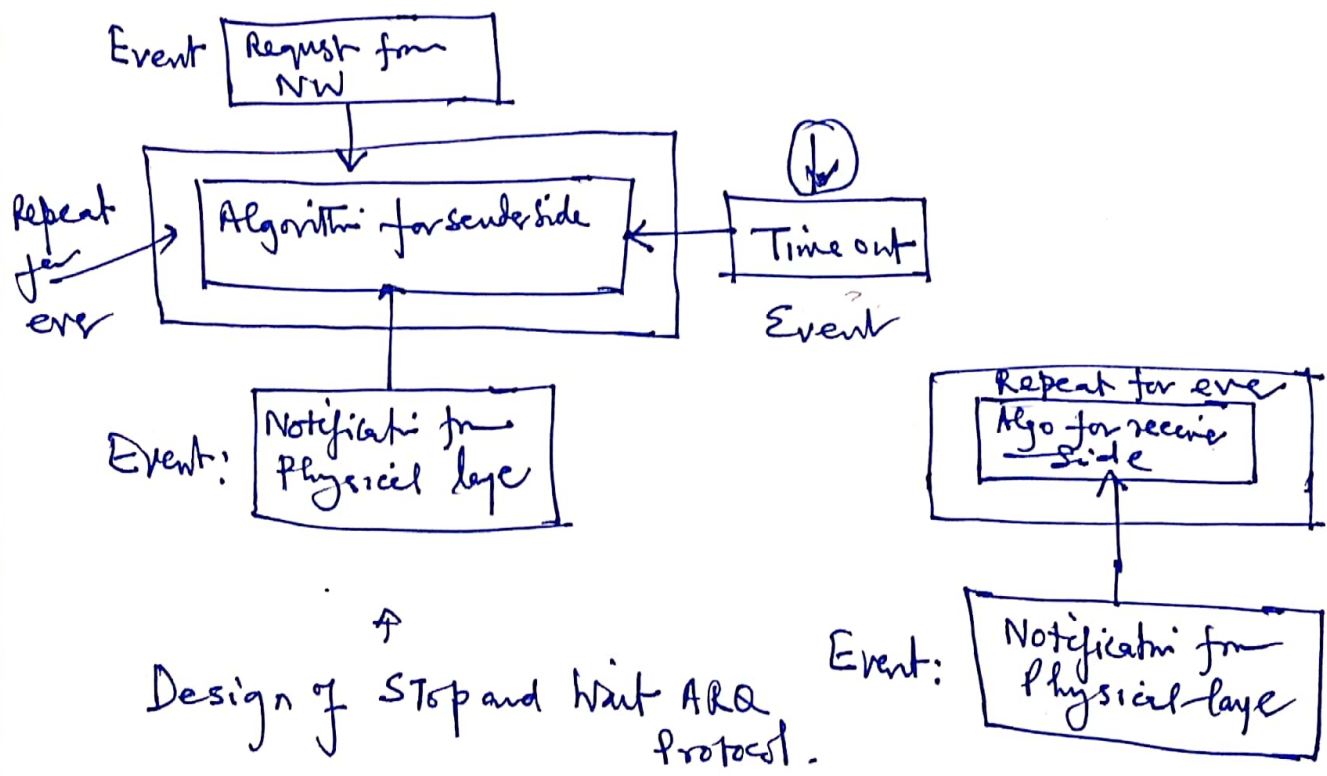 Event
Request from
NW
Algorithm for sender side
Repeat
for
ever
Time out
Event
Event:
Notification from
Physical layer
Repeat for ever
Algo for receiver
Side
Event:
Notification from
Physical layer
Design of STop and Wait ARQ
Protocol.